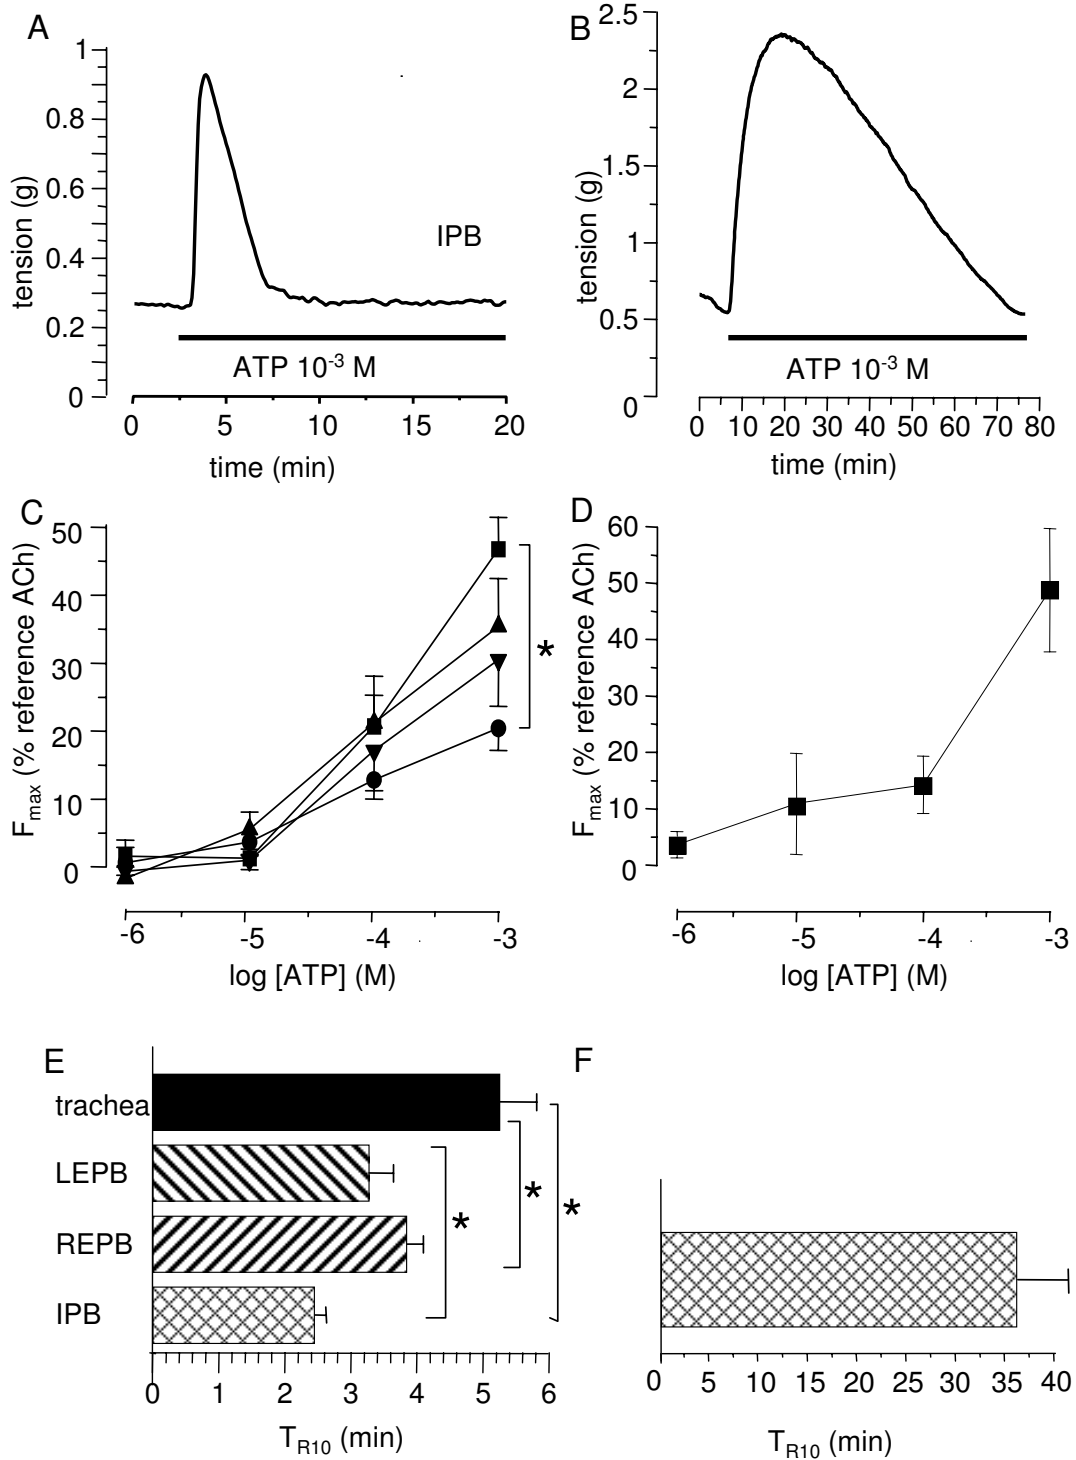 A
1
0.8
0.6
0.4
0.2
0
tension (g)
IPB
ATP 10⁻³ M
0 5 10 15 20
time (min)
B
2.5
2
1.5
1
0.5
0
tension (g)
ATP 10⁻³ M
0 10 20 30 40 50 60 70 80
time (min)
C
50
40
30
20
10
0
Fmax (% reference ACh)
*
-6 -5 -4 -3
log [ATP] (M)
D
60
50
40
30
20
10
0
Fmax (% reference ACh)
-6 -5 -4 -3
log [ATP] (M)
E
trachea
LEPB
REPB
IPB
* * *
0 1 2 3 4 5 6
TR10 (min)
F
0 5 10 15 20 25 30 35 40
TR10 (min)